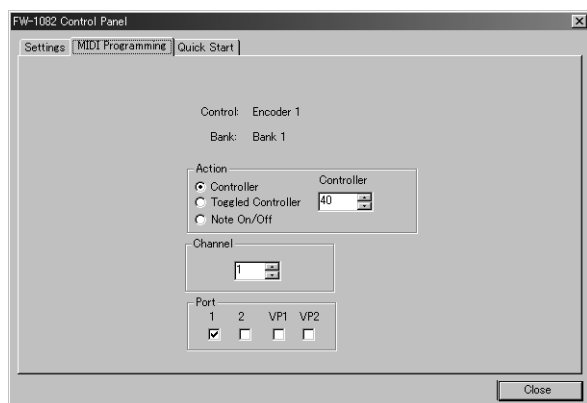 FW-1082 Control Panel
Settings MIDI Programming Quick Start
Control: Encoder 1
Bank: Bank 1
Action
Controller
Toggled Controller
Note On/Off
Controller
40
Channel
1
Port
1 2 VP1 VP2
Close